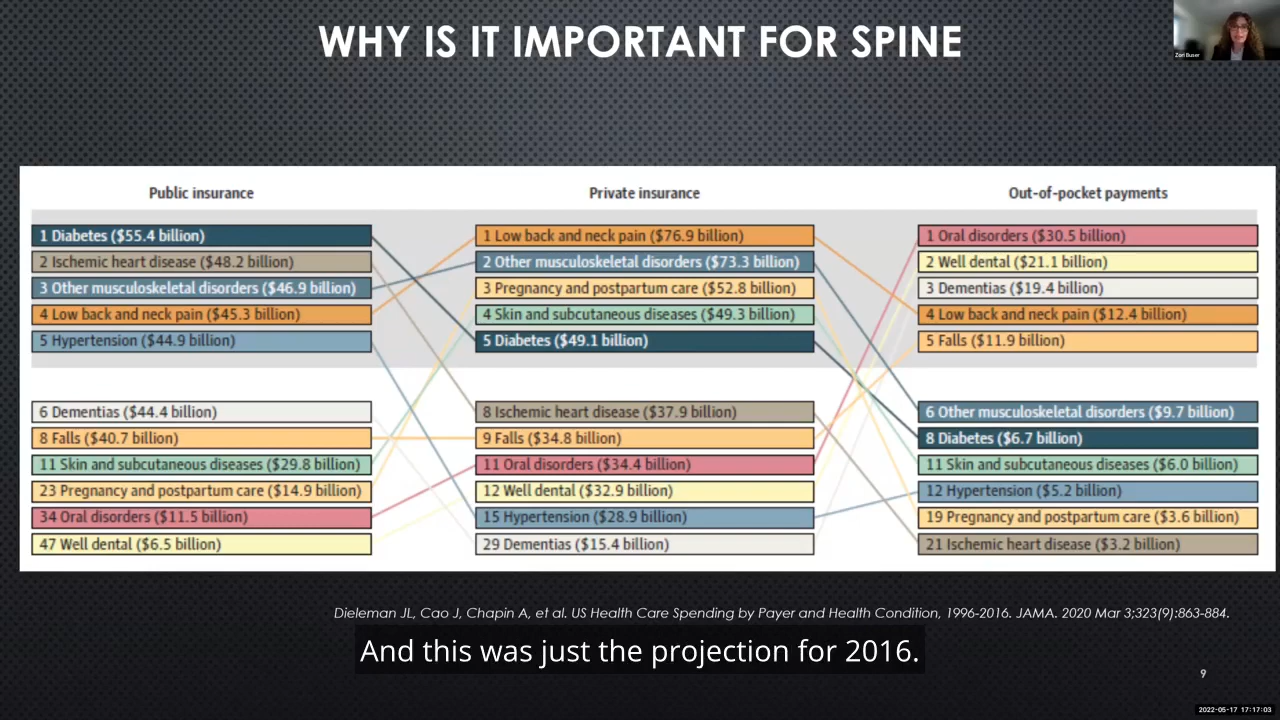 WHY IS IT IMPORTANT FOR SPINE
Zori Buser
Public insurance
1 Diabetes ($55.4 billion)
2 Ischemic heart disease ($48.2 billion)
3 Other musculoskeletal disorders ($46.9 billion)
4 Low back and neck pain ($45.3 billion)
5 Hypertension ($44.9 billion)
6 Dementias ($44.4 billion)
8 Falls ($40.7 billion)
11 Skin and subcutaneous diseases ($29.8 billion)
23 Pregnancy and postpartum care ($14.9 billion)
34 Oral disorders ($11.5 billion)
47 Well dental ($6.5 billion)
Private insurance
1 Low back and neck pain ($76.9 billion)
2 Other musculoskeletal disorders ($73.3 billion)
3 Pregnancy and postpartum care ($52.8 billion)
4 Skin and subcutaneous diseases ($49.3 billion)
5 Diabetes ($49.1 billion)
8 Ischemic heart disease ($37.9 billion)
9 Falls ($34.8 billion)
11 Oral disorders ($34.4 billion)
12 Well dental ($32.9 billion)
15 Hypertension ($28.9 billion)
29 Dementias ($15.4 billion)
Out-of-pocket payments
1 Oral disorders ($30.5 billion)
2 Well dental ($21.1 billion)
3 Dementias ($19.4 billion)
4 Low back and neck pain ($12.4 billion)
5 Falls ($11.9 billion)
6 Other musculoskeletal disorders ($9.7 billion)
8 Diabetes ($6.7 billion)
11 Skin and subcutaneous diseases ($6.0 billion)
12 Hypertension ($5.2 billion)
19 Pregnancy and postpartum care ($3.6 billion)
21 Ischemic heart disease ($3.2 billion)
Dieleman JL, Cao J, Chapin A, et al. US Health Care Spending by Payer and Health Condition, 1996-2016. JAMA. 2020 Mar 3;323(9):863-884.
And this was just the projection for 2016.
9
2022-05-17 17:17:03